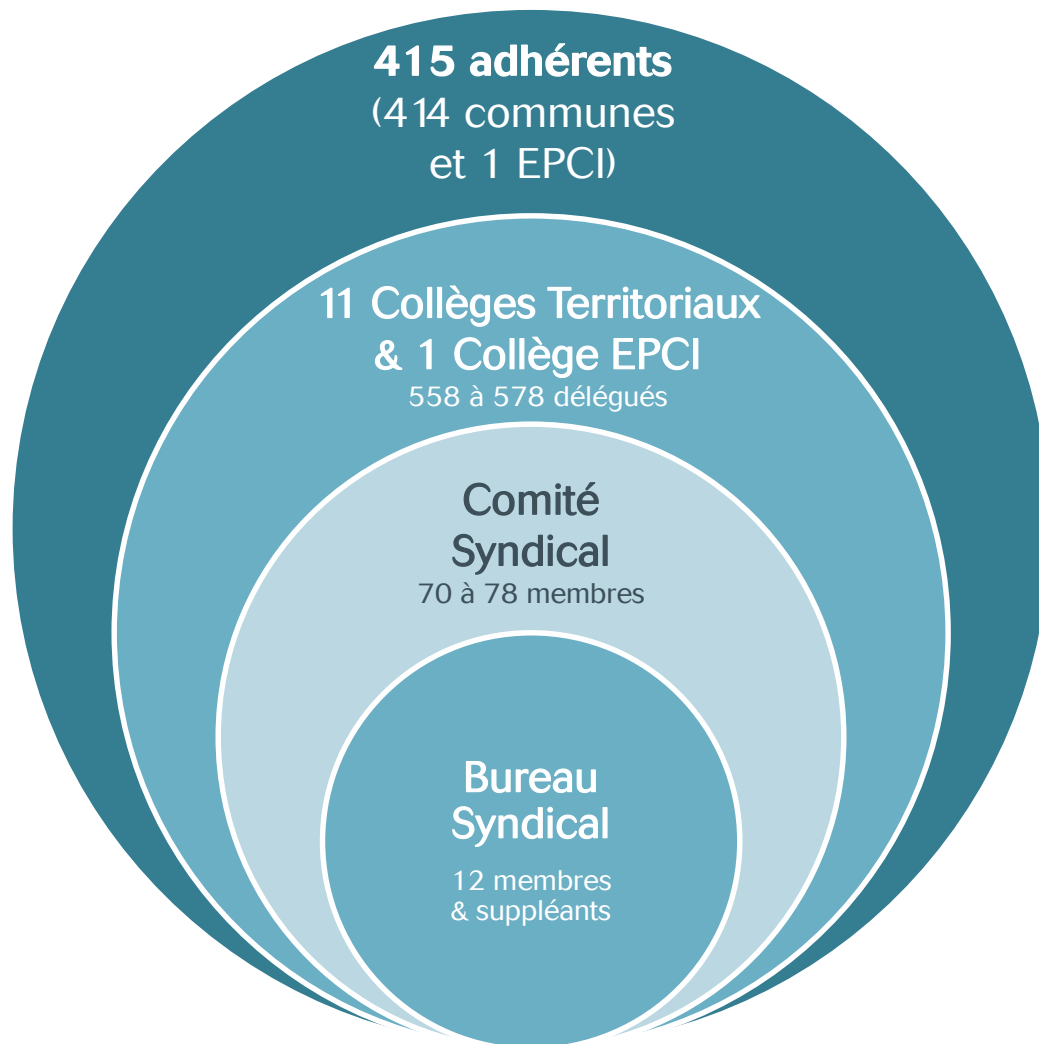 415 adhérents
(414 communes
et 1 EPCI)
11 Collèges Territoriaux
& 1 Collège EPCI
558 à 578 délégués
Comité
Syndical
70 à 78 membres
Bureau
Syndical
12 membres
& suppléants